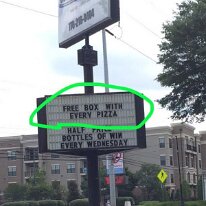 FREE BOX WITH
EVERY PIZZA
HALF PRICE
BOTTLES OF WIN
EVERY WEDNESDAY